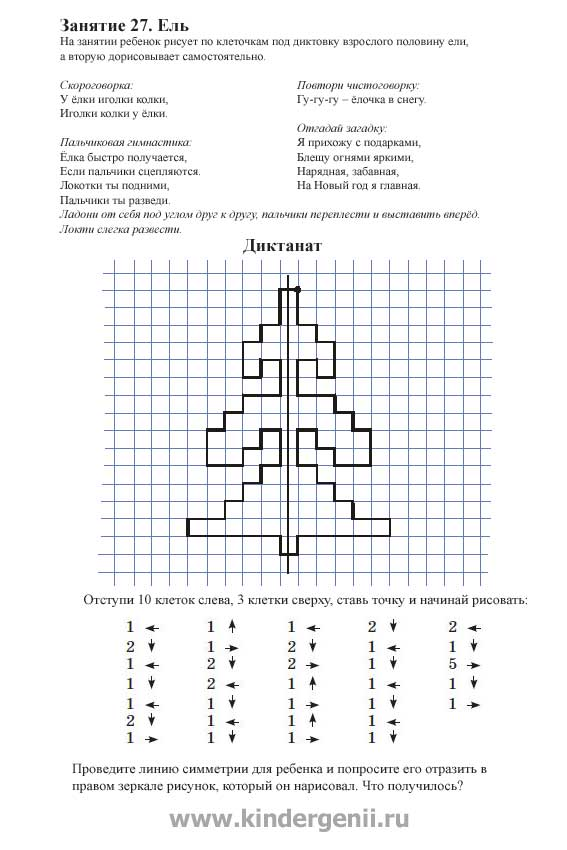 Занятие 27. Ель
На занятии ребенок рисует по клеточкам под диктовку взрослого половину ели,
а вторую дорисовывает самостоятельно.
Скороговорка:
У ёлки иголки колки,
Иголки колки у ёлки.
Пальчиковая гимнастика:
Ёлка быстро получается,
Если пальчики сцепляются.
Локотки ты подними,
Пальчики ты разведи.
Повтори чистоговорку:
Гу-гу-гу – ёлочка в снегу.
Отгадай загадку:
Я прихожу с подарками,
Блещу огнями яркими,
Нарядная, забавная,
На Новый год я главная.
Ладони от себя под углом друг к другу, пальчики переплести и выставить вперёд.
Локти слегка развести.
Диктанат
Отступи 10 клеток слева, 3 клетки сверху, ставь точку и начинай рисовать:
1 ← 1 ↑ 1 ← 2 ↓ 2 ←
2 ↓ 1 → 2 ↓ 1 ← 1 ↓
1 ← 2 ↓ 2 → 1 ↓ 5 →
1 ↓ 2 ← 1 ↑ 1 ← 1 ↓
1 ← 1 ↓ 1 → 1 ↓ 1 →
2 ↓ 1 ← 1 ↑ 1 ←
1 → 1 ↓ 1 → 1 ↓
Проведите линию симметрии для ребенка и попросите его отразить в
правом зеркале рисунок, который он нарисовал. Что получилось?
www.kindergenii.ru